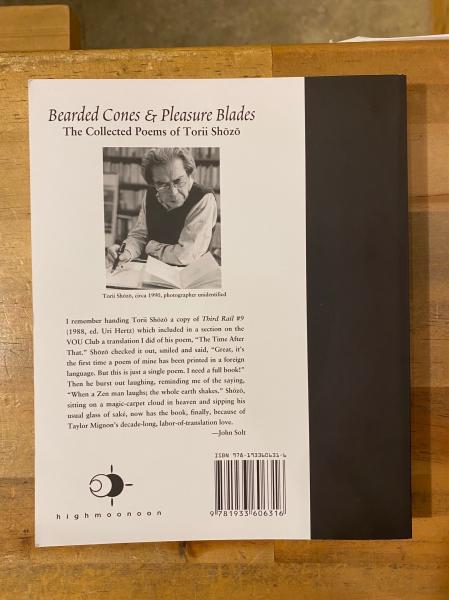 Bearded Cones & Pleasure Blades
The Collected Poems of Torii Shōzō
Torii Shōzō, circa 1990, photographer unidentified
I remember handing Torii Shōzō a copy of Third Rail #9
(1988, ed. Uri Hertz) which included in a section on the
VOU Club a translation I did of his poem, “The Time After
That.” Shōzō checked it out, smiled and said, “Great, it’s
the first time a poem of mine has been printed in a foreign
language. But this is just a single poem. I need a full book!”
Then he burst out laughing, reminding me of the saying,
“When a Zen man laughs; the whole earth shakes.” Shōzō,
sitting on a magic-carpet cloud in heaven and sipping his
usual glass of saké, now has the book, finally, because of
Taylor Mignon’s decade-long, labor-of-translation love.
—John Solt
ISBN 978-193360631-6
9 781933 606316
highmoonoon